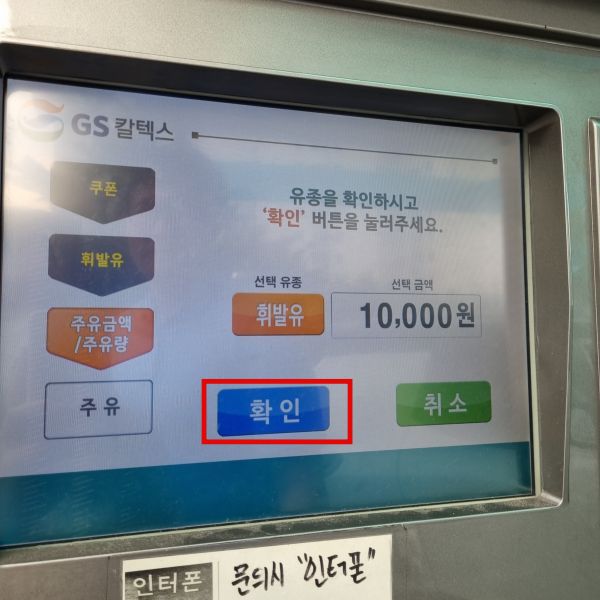 GS 칼텍스
쿠폰
휘발유
주유금액
/주유량
주유
유종을 확인하시고
‘확인’ 버튼을 눌러주세요.
선택 유종
선택 금액
휘발유
10,000원
확인
취소
인터폰
문의시 "인터폰"